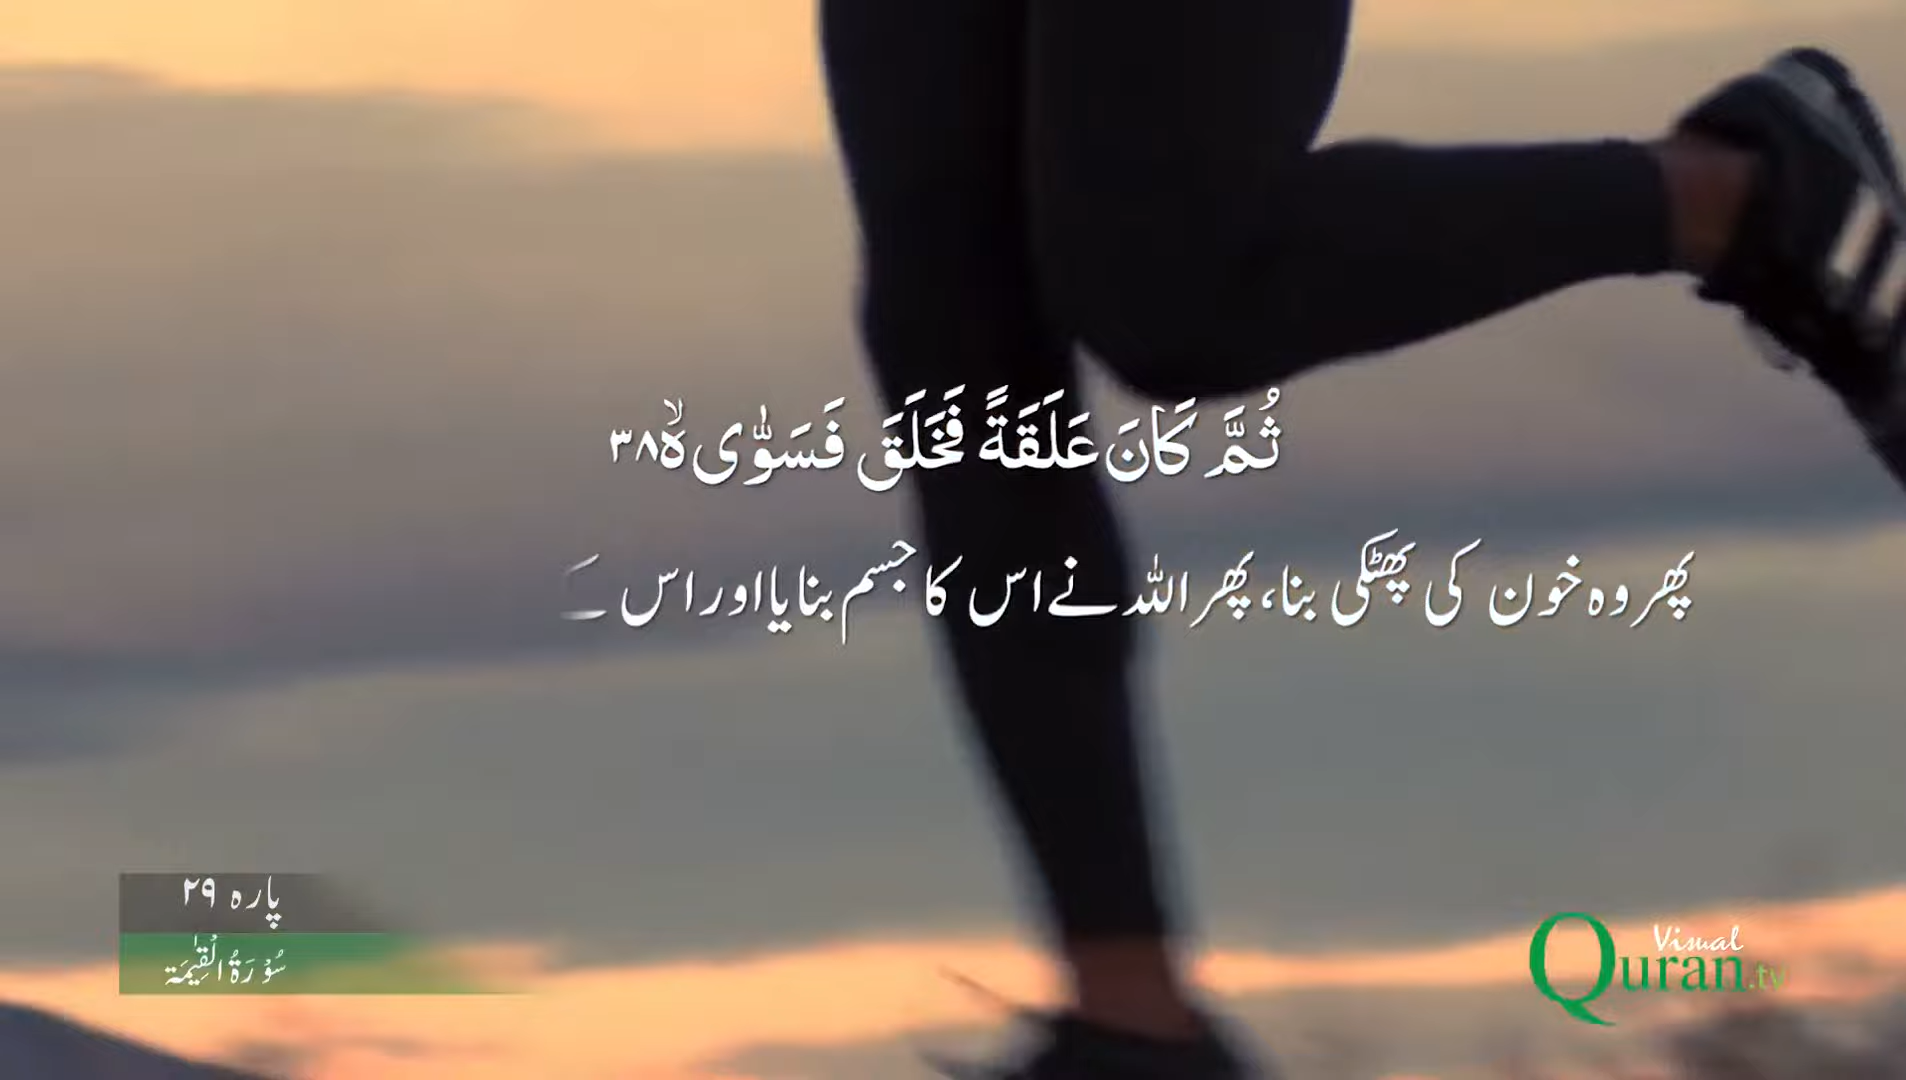 ثُمَّ كَانَ عَلَقَةً فَخَلَقَ فَسَوّٰى ۙ‏ ٣٨
پھر وہ خون کی پھٹکی بنا، پھر اللہ نے اس کا جسم بنایا اور اس
پارہ ۲۹
سُوْرَةُ الْقِيٰمَة
Visual
Quran.tv